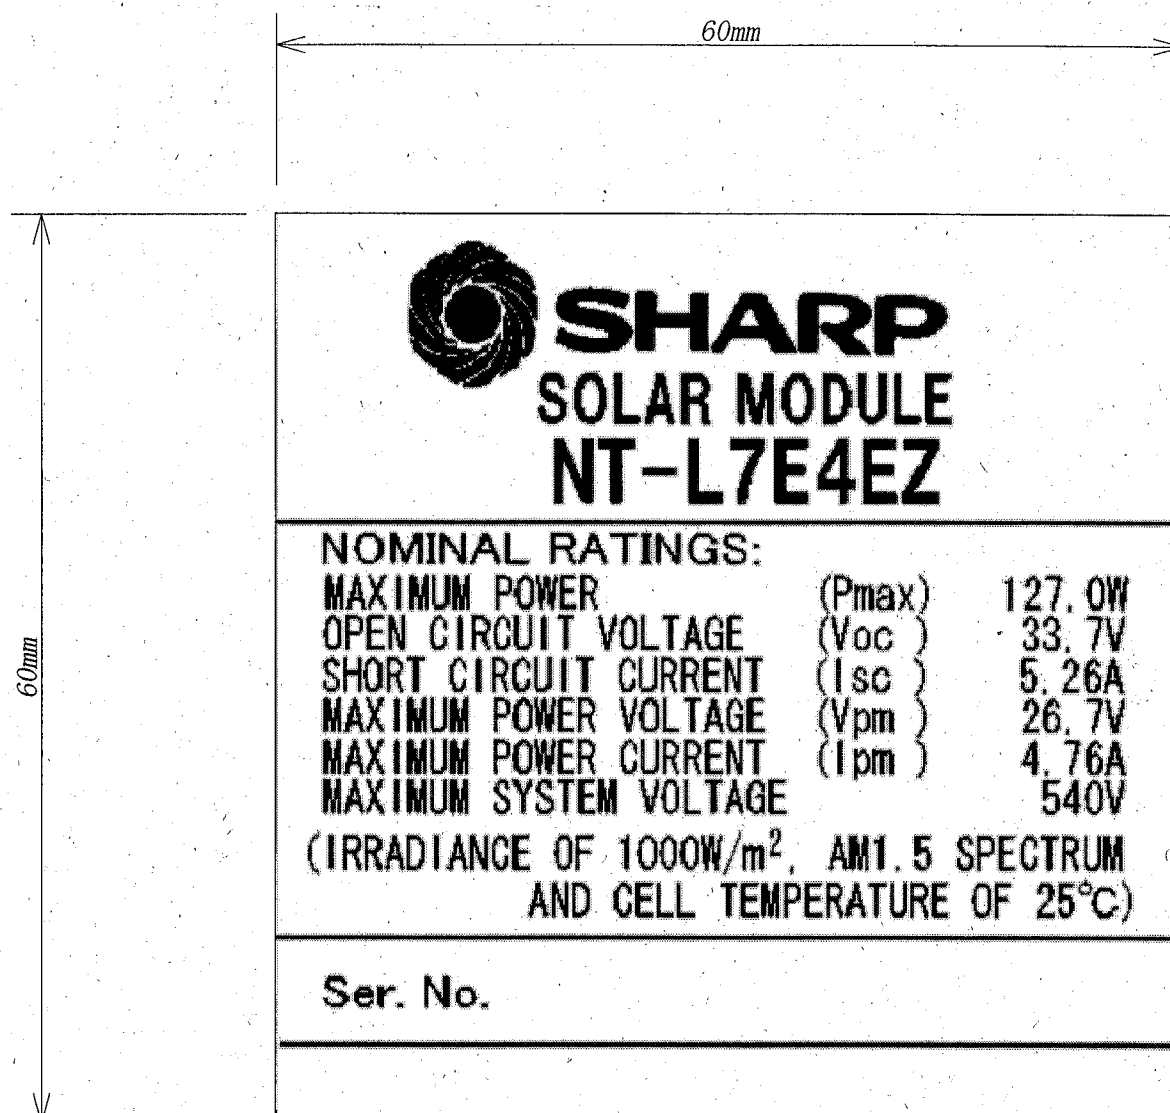 60mm
60mm
SHARP
SOLAR MODULE
NT-L7E4EZ
NOMINAL RATINGS:
MAXIMUM POWER (Pmax) 127.0W
OPEN CIRCUIT VOLTAGE (Voc ) 33.7V
SHORT CIRCUIT CURRENT (Isc ) 5.26A
MAXIMUM POWER VOLTAGE (Vpm ) 26.7V
MAXIMUM POWER CURRENT (Ipm ) 4.76A
MAXIMUM SYSTEM VOLTAGE 540V
(IRRADIANCE OF 1000W/m², AM1.5 SPECTRUM
AND CELL TEMPERATURE OF 25℃)
Ser. No.